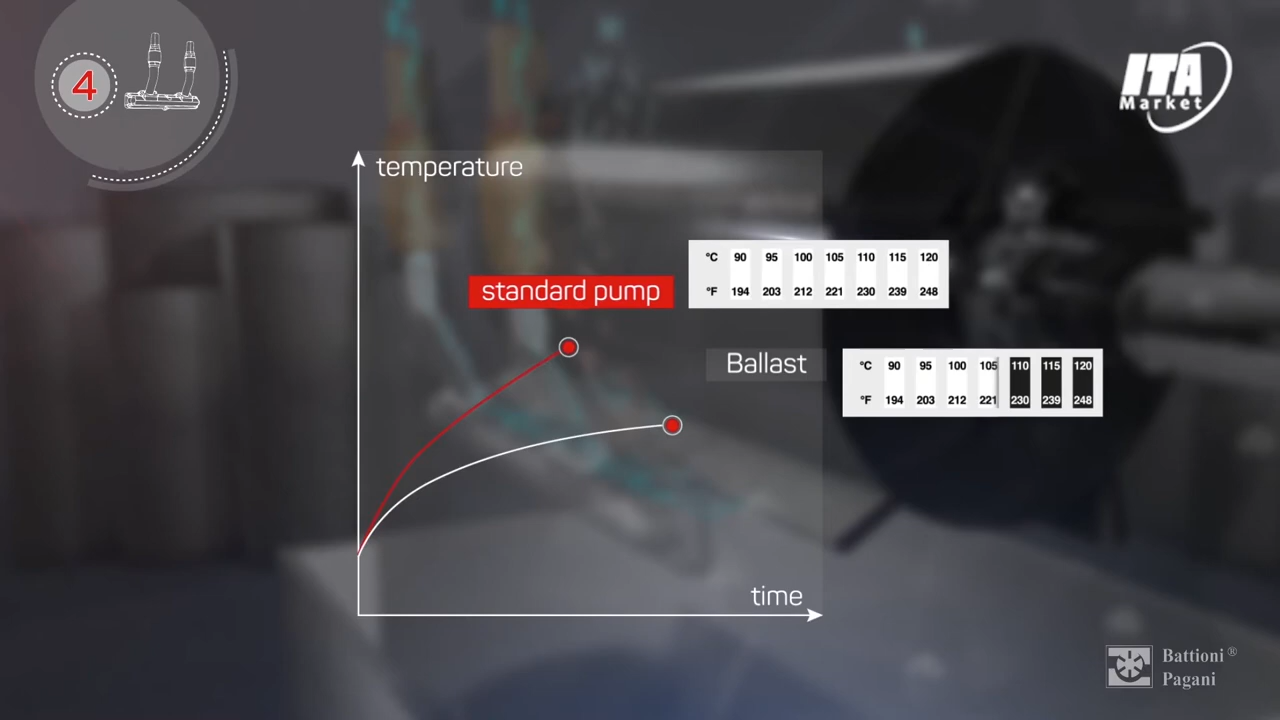 4
ITA
Market
temperature
standard pump
°C 90 95 100 105 110 115 120
°F 194 203 212 221 230 239 248
Ballast
°C 90 95 100 105 110 115 120
°F 194 203 212 221 230 239 248
time
Battioni®
Pagani